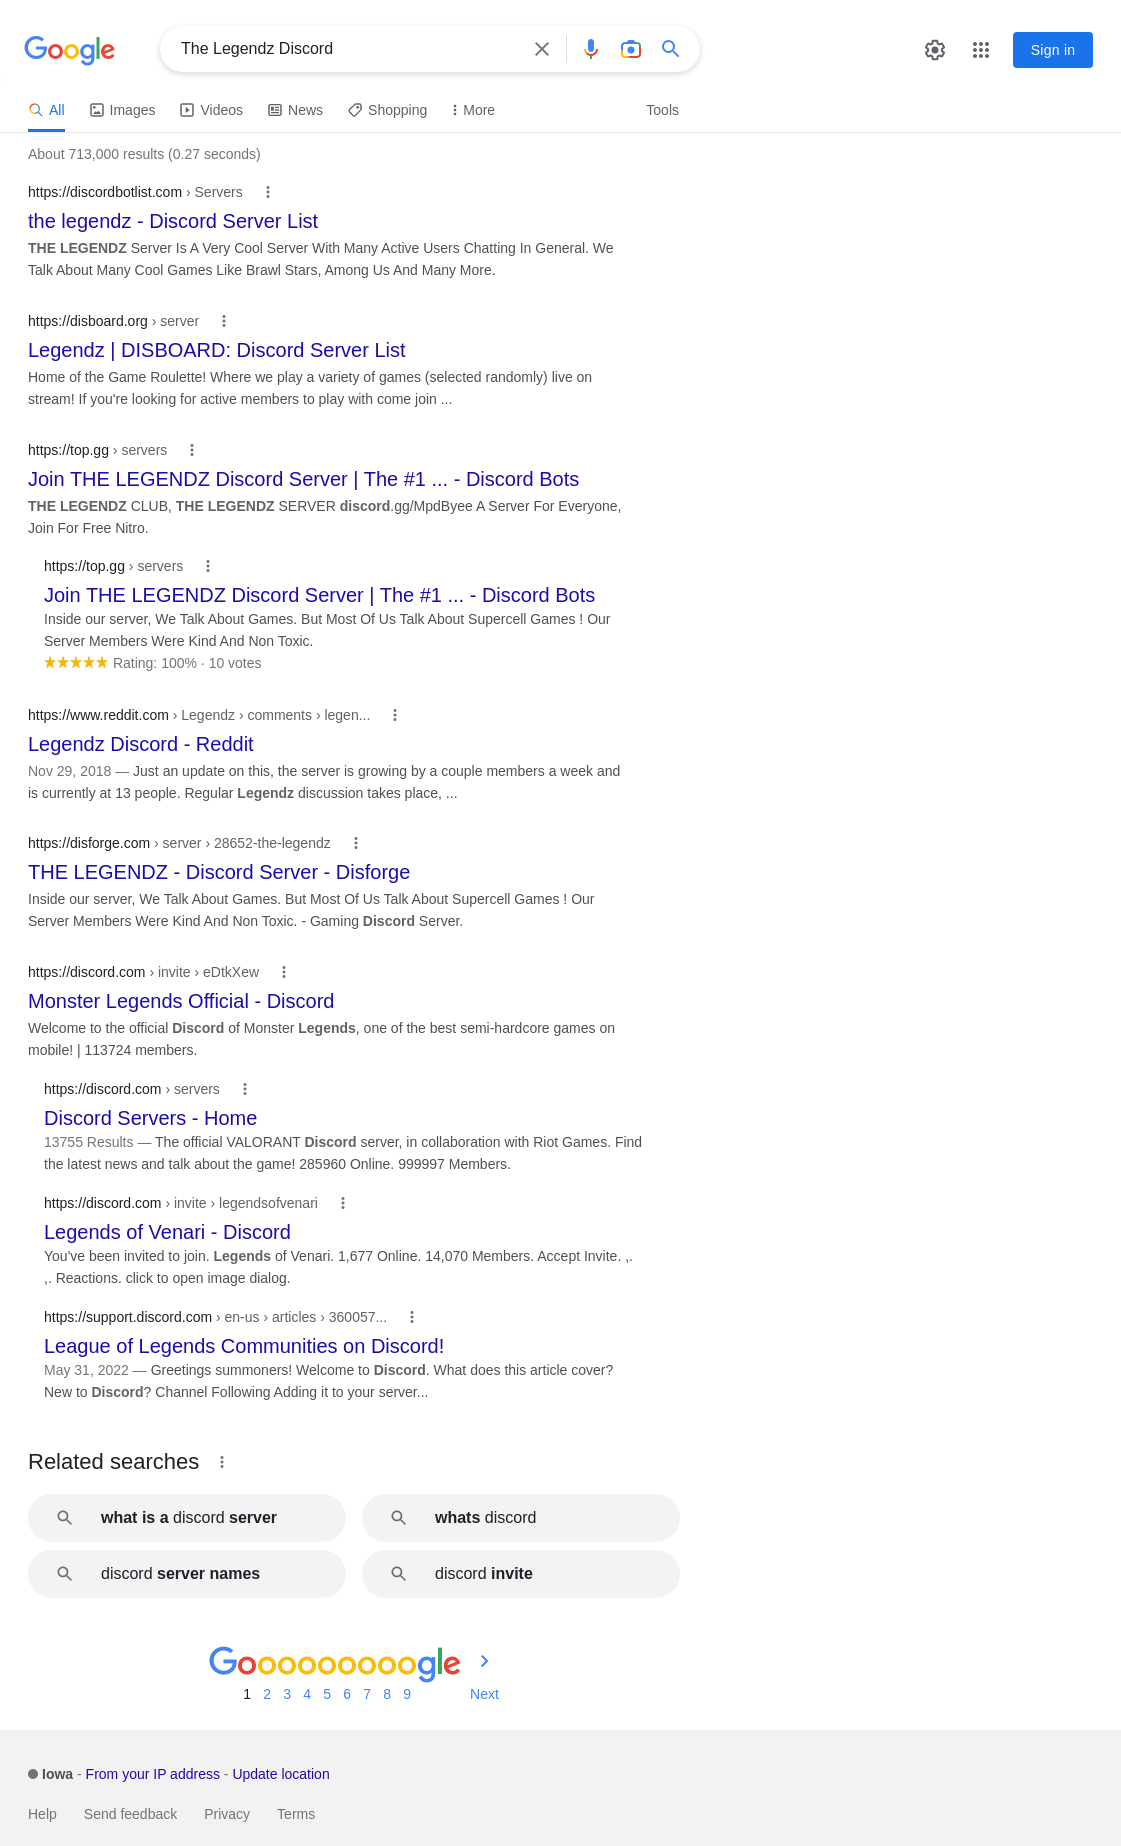 Google
The Legendz Discord
Sign in
All Images Videos News Shopping More Tools
About 713,000 results (0.27 seconds)
https://discordbotlist.com › Servers
the legendz - Discord Server List
THE LEGENDZ Server Is A Very Cool Server With Many Active Users Chatting In General. We
Talk About Many Cool Games Like Brawl Stars, Among Us And Many More.
https://disboard.org › server
Legendz | DISBOARD: Discord Server List
Home of the Game Roulette! Where we play a variety of games (selected randomly) live on
stream! If you're looking for active members to play with come join ...
https://top.gg › servers
Join THE LEGENDZ Discord Server | The #1 ... - Discord Bots
THE LEGENDZ CLUB, THE LEGENDZ SERVER discord.gg/MpdByee A Server For Everyone,
Join For Free Nitro.
https://top.gg › servers
Join THE LEGENDZ Discord Server | The #1 ... - Discord Bots
Inside our server, We Talk About Games. But Most Of Us Talk About Supercell Games ! Our
Server Members Were Kind And Non Toxic.
Rating: 100% · 10 votes
https://www.reddit.com › Legendz › comments › legen...
Legendz Discord - Reddit
Nov 29, 2018 — Just an update on this, the server is growing by a couple members a week and
is currently at 13 people. Regular Legendz discussion takes place, ...
https://disforge.com › server › 28652-the-legendz
THE LEGENDZ - Discord Server - Disforge
Inside our server, We Talk About Games. But Most Of Us Talk About Supercell Games ! Our
Server Members Were Kind And Non Toxic. - Gaming Discord Server.
https://discord.com › invite › eDtkXew
Monster Legends Official - Discord
Welcome to the official Discord of Monster Legends, one of the best semi-hardcore games on
mobile! | 113724 members.
https://discord.com › servers
Discord Servers - Home
13755 Results — The official VALORANT Discord server, in collaboration with Riot Games. Find
the latest news and talk about the game! 285960 Online. 999997 Members.
https://discord.com › invite › legendsofvenari
Legends of Venari - Discord
You've been invited to join. Legends of Venari. 1,677 Online. 14,070 Members. Accept Invite. ,.
,. Reactions. click to open image dialog.
https://support.discord.com › en-us › articles › 360057...
League of Legends Communities on Discord!
May 31, 2022 — Greetings summoners! Welcome to Discord. What does this article cover?
New to Discord? Channel Following Adding it to your server...
Related searches
what is a discord server
whats discord
discord server names
discord invite
Gooooooooogle
1 2 3 4 5 6 7 8 9 Next
Iowa - From your IP address - Update location
Help Send feedback Privacy Terms